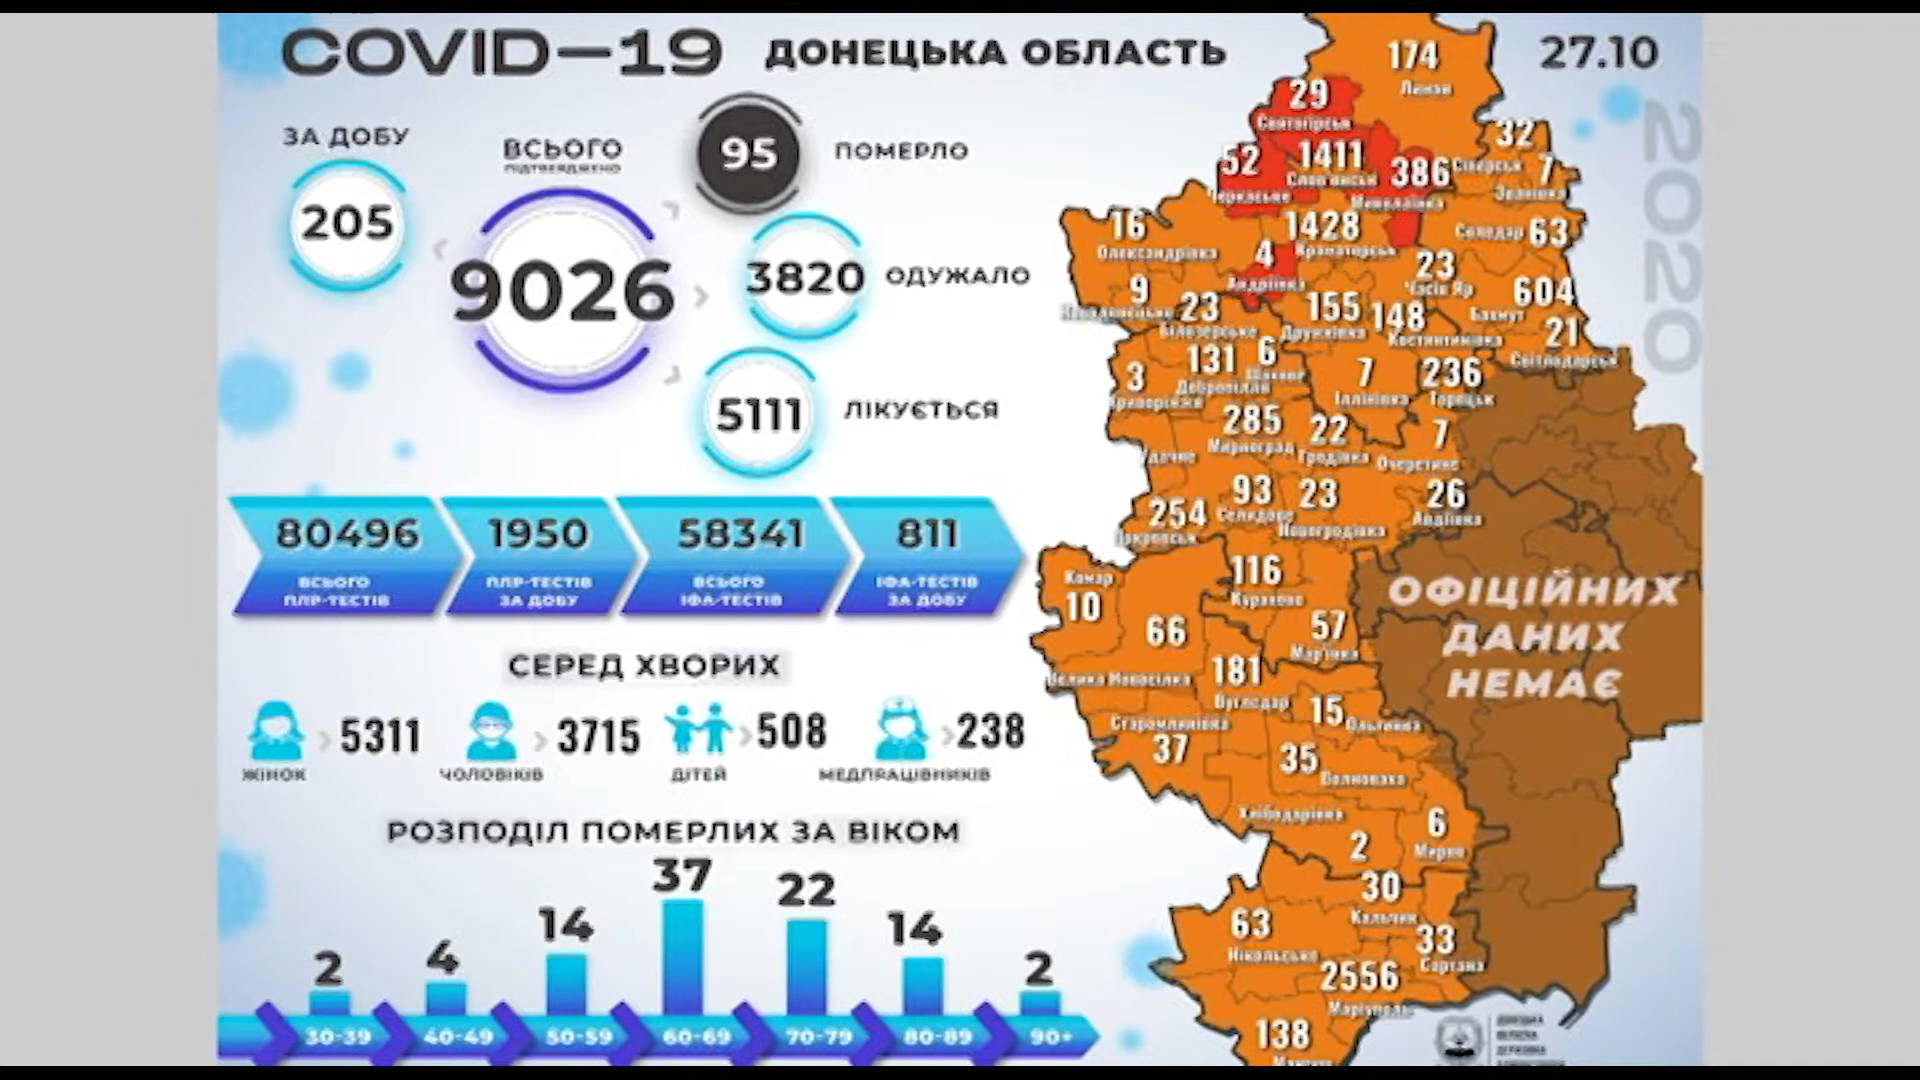 COVID–19 ДОНЕЦЬКА ОБЛАСТЬ
27.10
2020
ЗА ДОБУ
205
ВСЬОГО
ПІДТВЕРДЖЕНО
9026
95 ПОМЕРЛО
3820 ОДУЖАЛО
5111 ЛІКУЄТЬСЯ
80496
ВСЬОГО
ПЛР-ТЕСТІВ
1950
ПЛР-ТЕСТІВ
ЗА ДОБУ
58341
ВСЬОГО
ІФА-ТЕСТІВ
811
ІФА-ТЕСТІВ
ЗА ДОБУ
СЕРЕД ХВОРИХ
5311
ЖІНОК
3715
ЧОЛОВІКІВ
508
ДІТЕЙ
238
МЕДПРАЦІВНИКІВ
РОЗПОДІЛ ПОМЕРЛИХ ЗА ВІКОМ
2 4 14 37 22 14 2
30-39 40-49 50-59 60-69 70-79 80-89 90+
174
Лиман
29
Святогірськ
32
Сіверськ
52
Черкаське
1411
Слов'янськ
386
Миколаївка
7
Званівка
16
Олександрівка
1428
Краматорськ
Соледар 63
4
Андріївка
23
Часів Яр
9
604
Бахмут
23
Білозерське
155
Дружківка
148
Костянтинівка
21
Світлодарськ
3
Криворіжжя
131
Добропілля
6
Шахове
7
Іллінівка
236
Торецьк
285
Мирноград
22
Гродівка
7
Очеретине
Удачне
254
Покровськ
93
Селидове
23
Новогродівка
26
Авдіївка
Комар
10
116
Курахове
66
Велика Новосілка
57
Мар'їнка
181
Вугледар
15 Ольгинка
Старомлинівка
37
35
Волноваха
Хлібодарівка
2
6
Мирне
30
Кальчик
63
Нікольське
33
Сартана
2556
Маріуполь
138
Мангуш
ОФІЦІЙНИХ
ДАНИХ
НЕМАЄ
ДОНЕЦЬКА
ОБЛАСНА
ДЕРЖАВНА